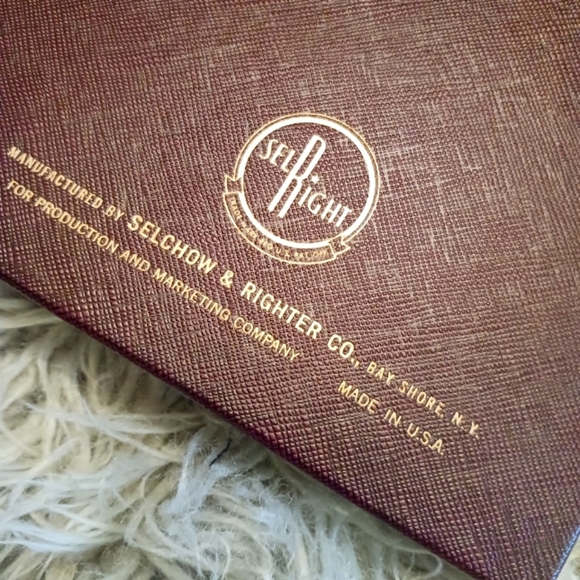 SEL
RIGHT
MANUFACTURED BY SELCHOW & RIGHTER CO., BAY SHORE, N.Y.
FOR PRODUCTION AND MARKETING COMPANY
MADE IN U.S.A.